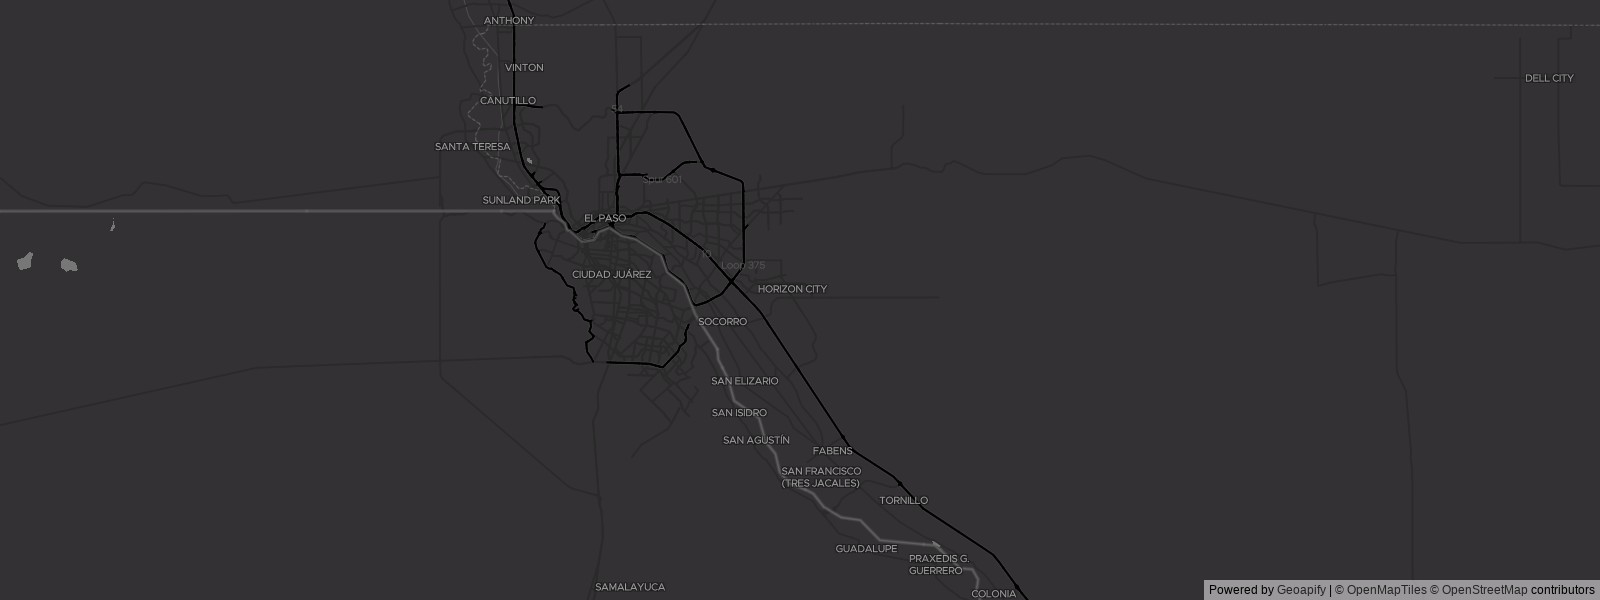 ANTHONY
VINTON
DELL CITY
CANUTILLO
54
SANTA TERESA
Spur 601
SUNLAND PARK
EL PASO
10
Loop 375
CIUDAD JUÁREZ
HORIZON CITY
SOCORRO
SAN ELIZARIO
SAN ISIDRO
SAN AGUSTÍN
FABENS
SAN FRANCISCO
(TRES JACALES)
TORNILLO
GUADALUPE
PRAXEDIS G.
GUERRERO
SAMALAYUCA
COLONIA
Powered by Geoapify | © OpenMapTiles © OpenStreetMap contributors